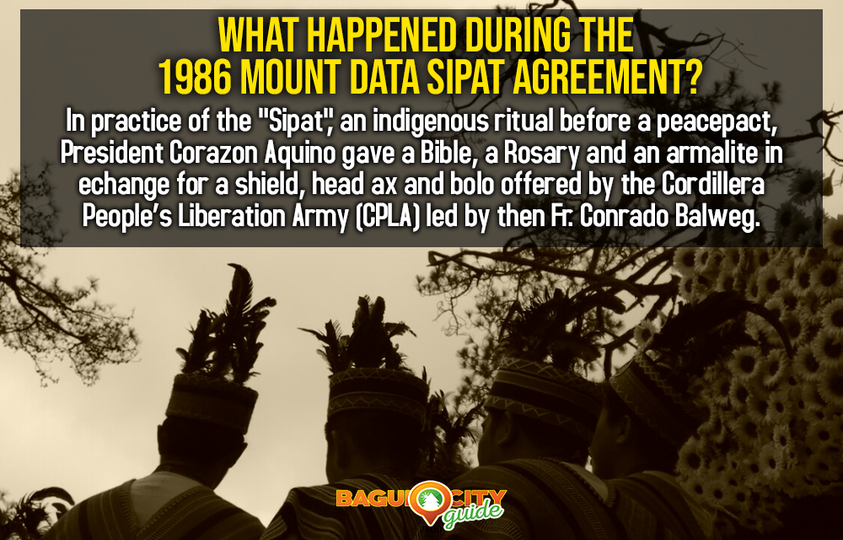 WHAT HAPPENED DURING THE
1986 MOUNT DATA SIPAT AGREEMENT?
In practice of the "Sipat", an indigenous ritual before a peacepact,
President Corazon Aquino gave a Bible, a Rosary and an armalite in
echange for a shield, head ax and bolo offered by the Cordillera
People's Liberation Army (CPLA) led by then Fr. Conrado Balweg.
BAGUIO CITY
guide